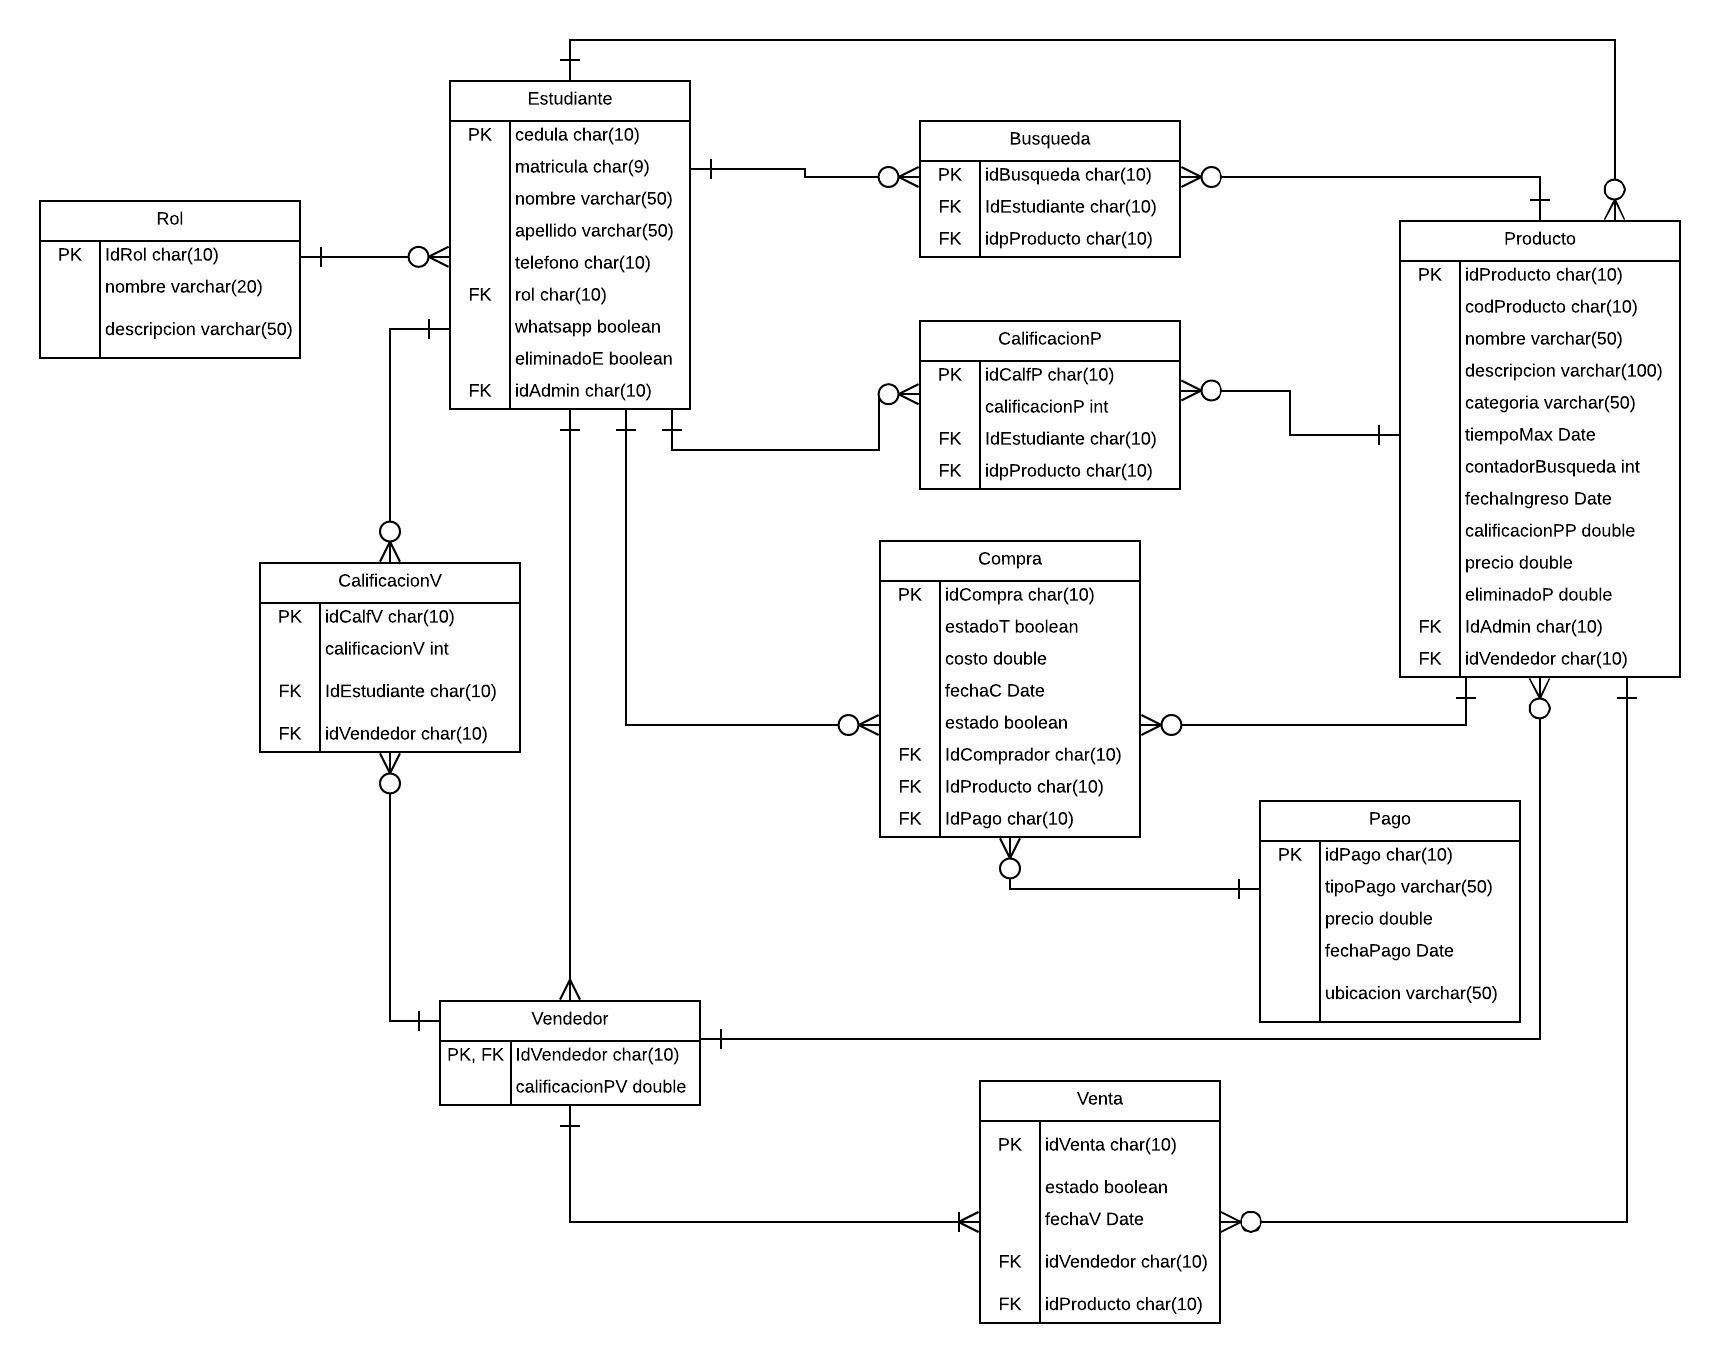 Estudiante
PK cedula char(10)
matricula char(9)
nombre varchar(50)
apellido varchar(50)
telefono char(10)
FK rol char(10)
whatsapp boolean
eliminadoE boolean
FK idAdmin char(10)
Busqueda
PK idBusqueda char(10)
FK IdEstudiante char(10)
FK idpProducto char(10)
Rol
PK IdRol char(10)
nombre varchar(20)
descripcion varchar(50)
Producto
PK idProducto char(10)
codProducto char(10)
nombre varchar(50)
descripcion varchar(100)
categoria varchar(50)
tiempoMax Date
contadorBusqueda int
fechaIngreso Date
calificacionPP double
precio double
eliminadoP double
FK IdAdmin char(10)
FK idVendedor char(10)
CalificacionP
PK idCalfP char(10)
calificacionP int
FK IdEstudiante char(10)
FK idpProducto char(10)
CalificacionV
PK idCalfV char(10)
calificacionV int
FK IdEstudiante char(10)
FK idVendedor char(10)
Compra
PK idCompra char(10)
estadoT boolean
costo double
fechaC Date
estado boolean
FK IdComprador char(10)
FK IdProducto char(10)
FK IdPago char(10)
Pago
PK idPago char(10)
tipoPago varchar(50)
precio double
fechaPago Date
ubicacion varchar(50)
Vendedor
PK, FK IdVendedor char(10)
calificacionPV double
Venta
PK idVenta char(10)
estado boolean
fechaV Date
FK idVendedor char(10)
FK idProducto char(10)